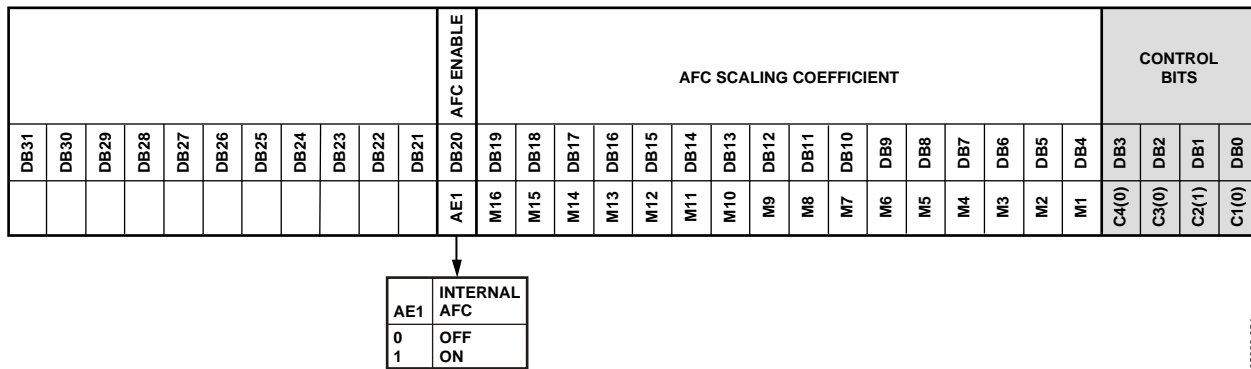 AFC ENABLE
AFC SCALING COEFFICIENT
CONTROL
BITS
DB31 DB30 DB29 DB28 DB27 DB26 DB25 DB24 DB23 DB22 DB21 DB20 DB19 DB18 DB17 DB16 DB15 DB14 DB13 DB12 DB11 DB10 DB9 DB8 DB7 DB6 DB5 DB4 DB3 DB2 DB1 DB0
AE1 M16 M15 M14 M13 M12 M11 M10 M9 M8 M7 M6 M5 M4 M3 M2 M1 C4(0) C3(0) C2(1) C1(0)
INTERNAL
AE1 AFC
0 OFF
1 ON